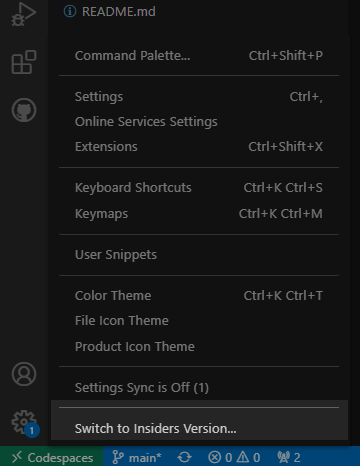 README.md
Command Palette... Ctrl+Shift+P
Settings Ctrl+,
Online Services Settings
Extensions Ctrl+Shift+X
Keyboard Shortcuts Ctrl+K Ctrl+S
Keymaps Ctrl+K Ctrl+M
User Snippets
Color Theme Ctrl+K Ctrl+T
File Icon Theme
Product Icon Theme
Settings Sync is Off (1)
1
Switch to Insiders Version...
Codespaces main* 0 0 2